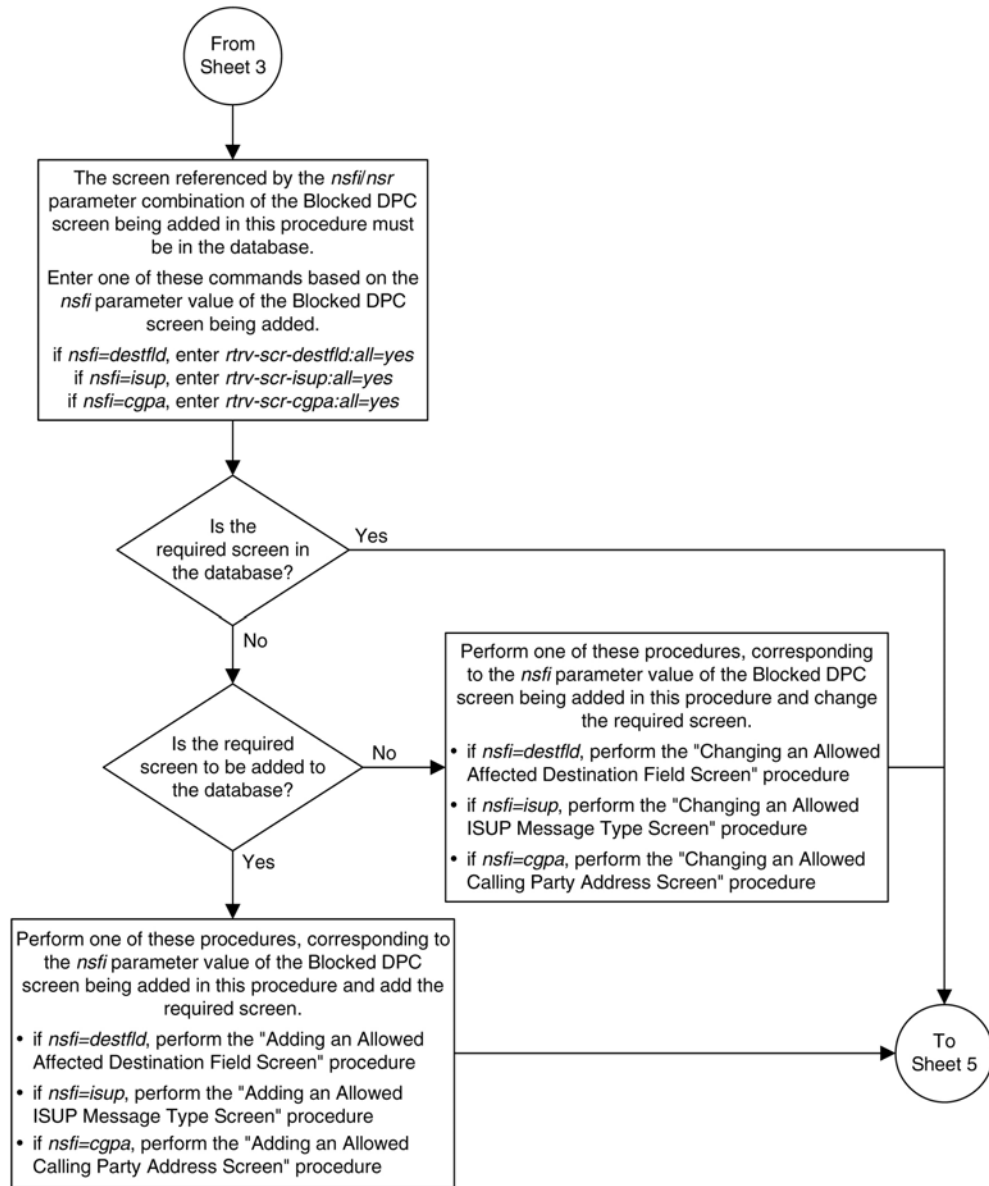 From
Sheet 3
The screen referenced by the nsfi/nsr
parameter combination of the Blocked DPC
screen being added in this procedure must
be in the database.
Enter one of these commands based on the
nsfi parameter value of the Blocked DPC
screen being added.
if nsfi=destfld, enter rtrv-scr-destfld:all=yes
if nsfi=isup, enter rtrv-scr-isup:all=yes
if nsfi=cgpa, enter rtrv-scr-cgpa:all=yes
Is the
required screen in
the database?
Yes
No
Is the required
screen to be added to
the database?
No
Yes
Perform one of these procedures, corresponding
to the nsfi parameter value of the Blocked DPC
screen being added in this procedure and change
the required screen.
• if nsfi=destfld, perform the "Changing an Allowed
Affected Destination Field Screen" procedure
• if nsfi=isup, perform the "Changing an Allowed
ISUP Message Type Screen" procedure
• if nsfi=cgpa, perform the "Changing an Allowed
Calling Party Address Screen" procedure
Perform one of these procedures, corresponding to
the nsfi parameter value of the Blocked DPC
screen being added in this procedure and add the
required screen.
• if nsfi=destfld, perform the "Adding an Allowed
Affected Destination Field Screen" procedure
• if nsfi=isup, perform the "Adding an Allowed
ISUP Message Type Screen" procedure
• if nsfi=cgpa, perform the "Adding an Allowed
Calling Party Address Screen" procedure
To
Sheet 5